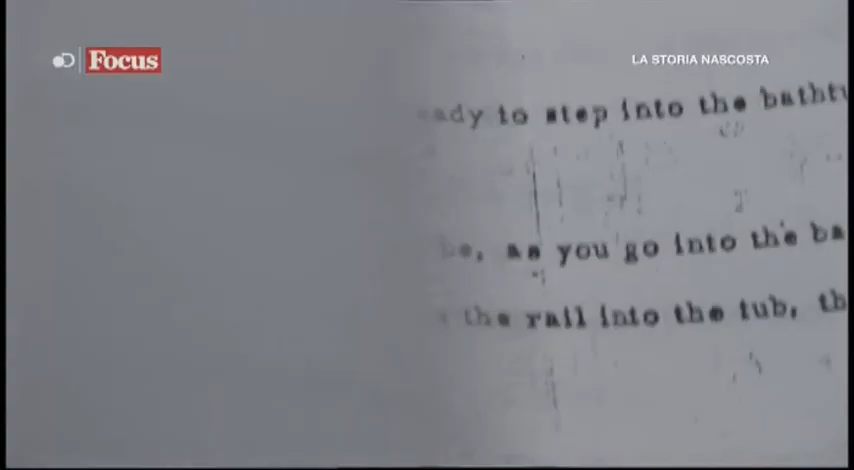 Focus
LA STORIA NASCOSTA
to step into the
as you go into the
the rail into the tub,